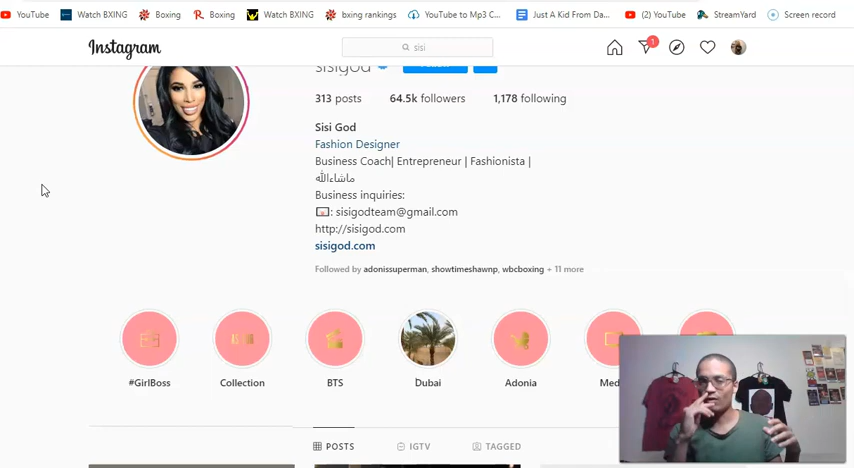 YouTube Watch BXING Boxing Boxing Watch BXING bxing rankings YouTube to Mp3 C... Just A Kid From Da... (2) YouTube StreamYard Screen record
Instagram sisi 1
sisigod
313 posts 64.5k followers 1,178 following
Sisi God
Fashion Designer
Business Coach| Entrepreneur | Fashionista |
ماشاءالله
Business inquiries:
: sisigodteam@gmail.com
http://sisigod.com
sisigod.com
Followed by adonissuperman, showtimeshawnp, wbcboxing + 11 more
#GirlBoss Collection BTS Dubai Adonia Med
POSTS IGTV TAGGED